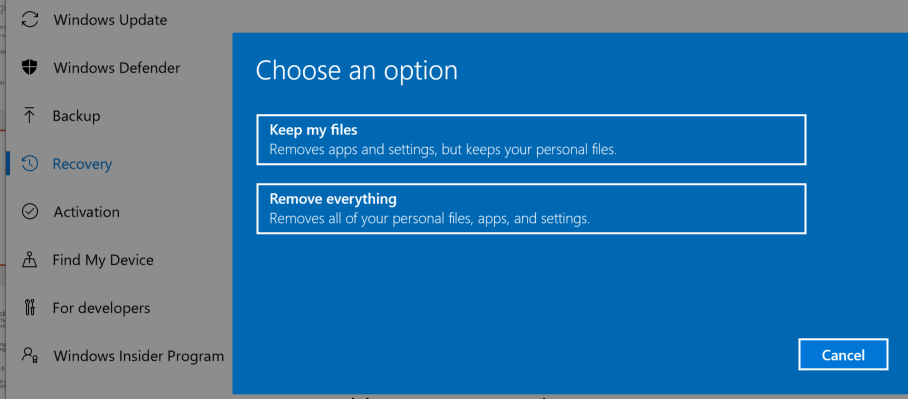 Windows Update
Windows Defender
Backup
Recovery
Activation
Find My Device
For developers
Windows Insider Program
Choose an option
Keep my files
Removes apps and settings, but keeps your personal files.
Remove everything
Removes all of your personal files, apps, and settings.
Cancel